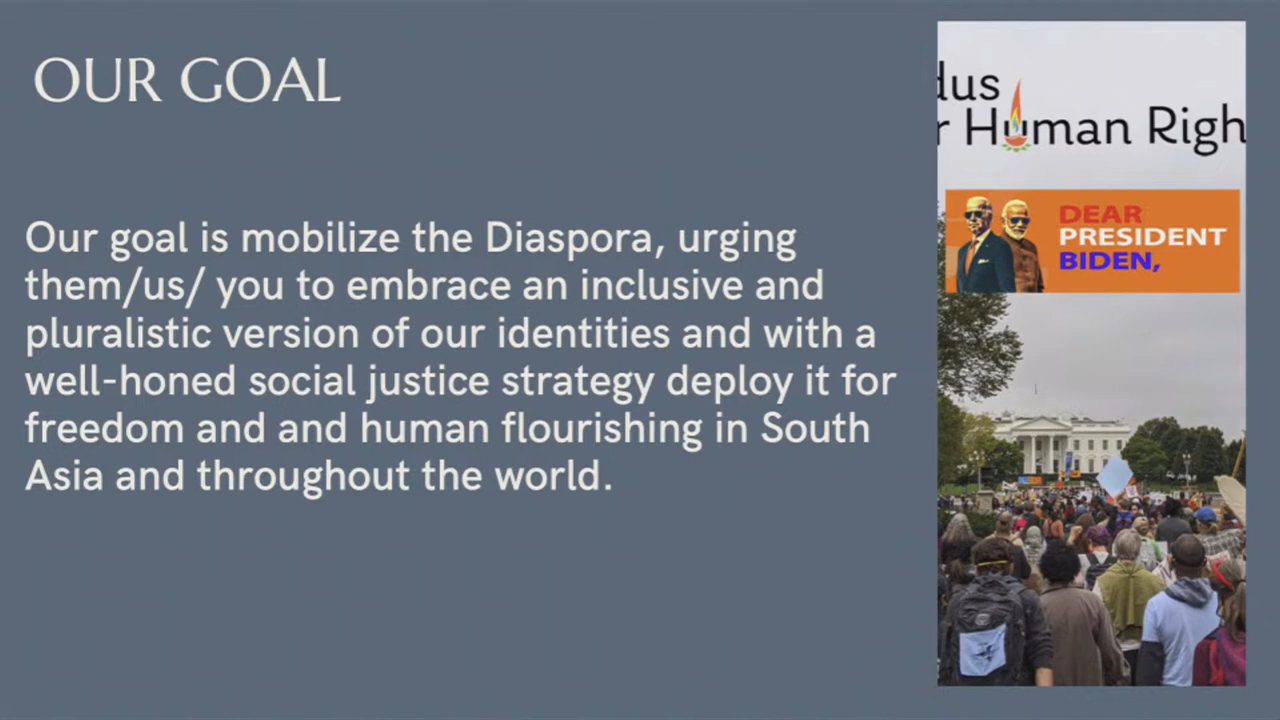 OUR GOAL
Our goal is mobilize the Diaspora, urging
them/us/ you to embrace an inclusive and
pluralistic version of our identities and with a
well-honed social justice strategy deploy it for
freedom and and human flourishing in South
Asia and throughout the world.
dus
r Human Righ
DEAR
PRESIDENT
BIDEN,